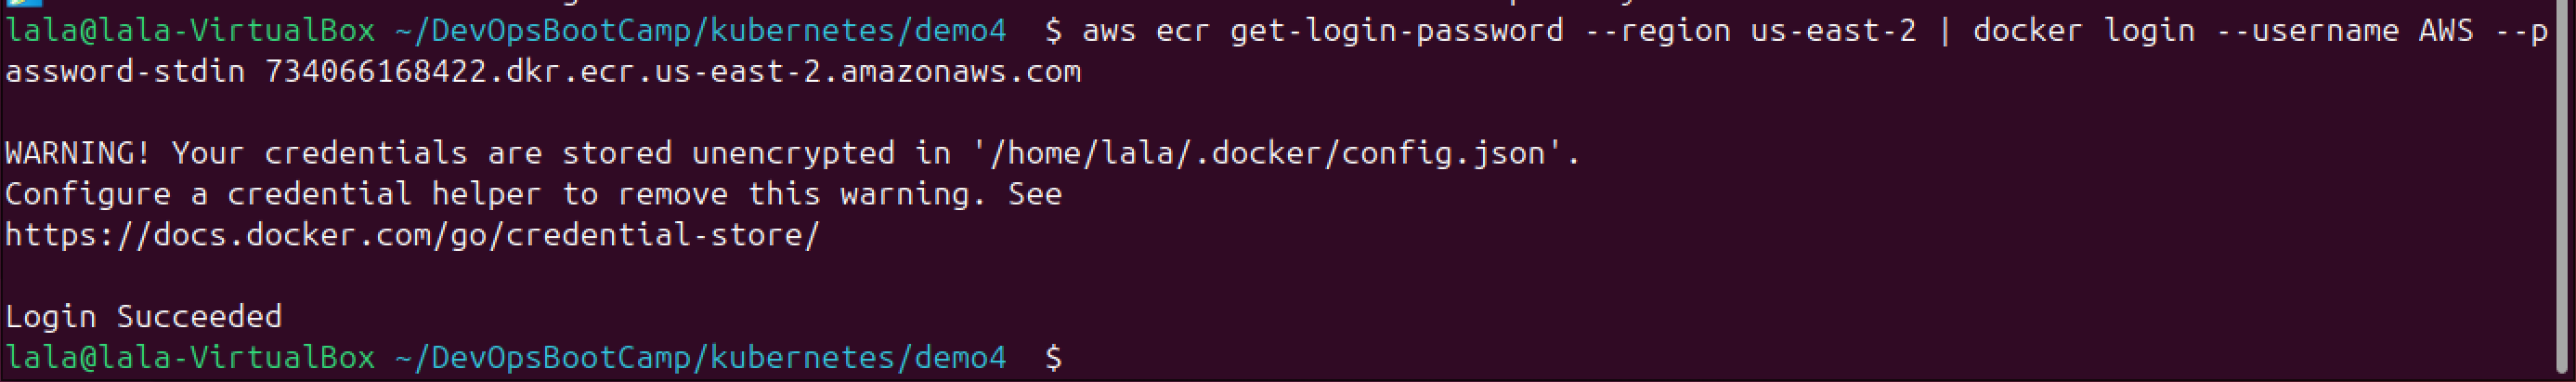 lala@lala-VirtualBox ~/DevOpsBootCamp/kubernetes/demo4  $ aws ecr get-login-password --region us-east-2 | docker login --username AWS --p
assword-stdin 734066168422.dkr.ecr.us-east-2.amazonaws.com
WARNING! Your credentials are stored unencrypted in '/home/lala/.docker/config.json'.
Configure a credential helper to remove this warning. See
https://docs.docker.com/go/credential-store/
Login Succeeded
lala@lala-VirtualBox ~/DevOpsBootCamp/kubernetes/demo4  $